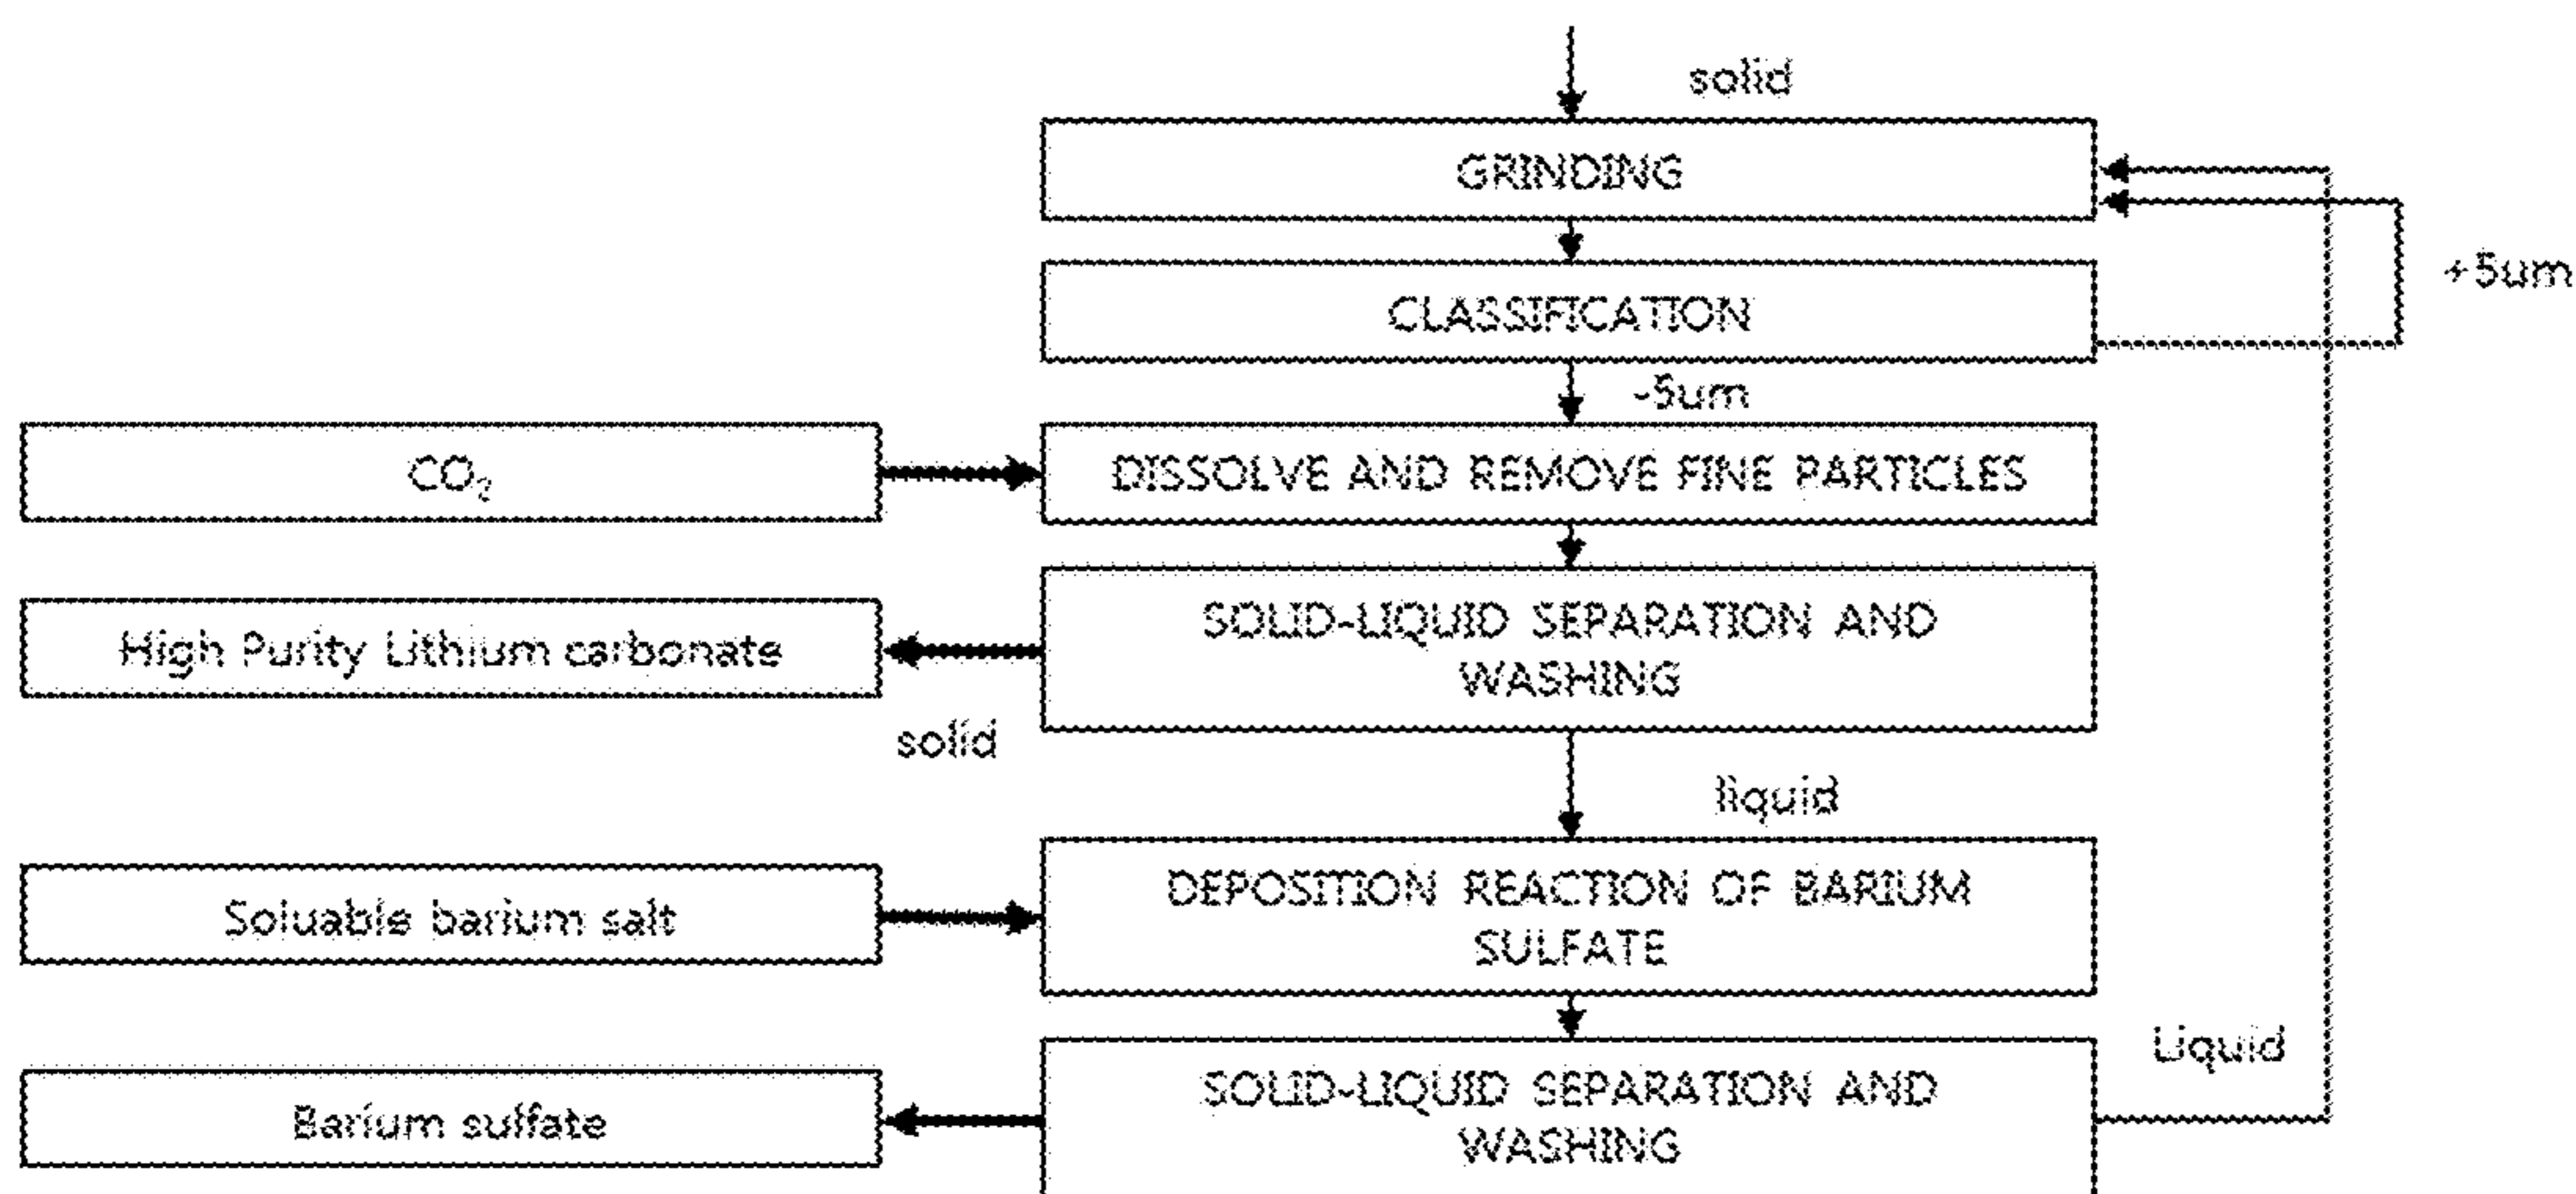 solid
GRINDING
+5um
CLASSIFICATION
-5um
CO₂
DISSOLVE AND REMOVE FINE PARTICLES
High Purity Lithium carbonate
SOLID-LIQUID SEPARATION AND
WASHING
solid
liquid
Soluable barium salt
DEPOSITION REACTION OF BARIUM
SULFATE
Liquid
Barium sulfate
SOLID-LIQUID SEPARATION AND
WASHING